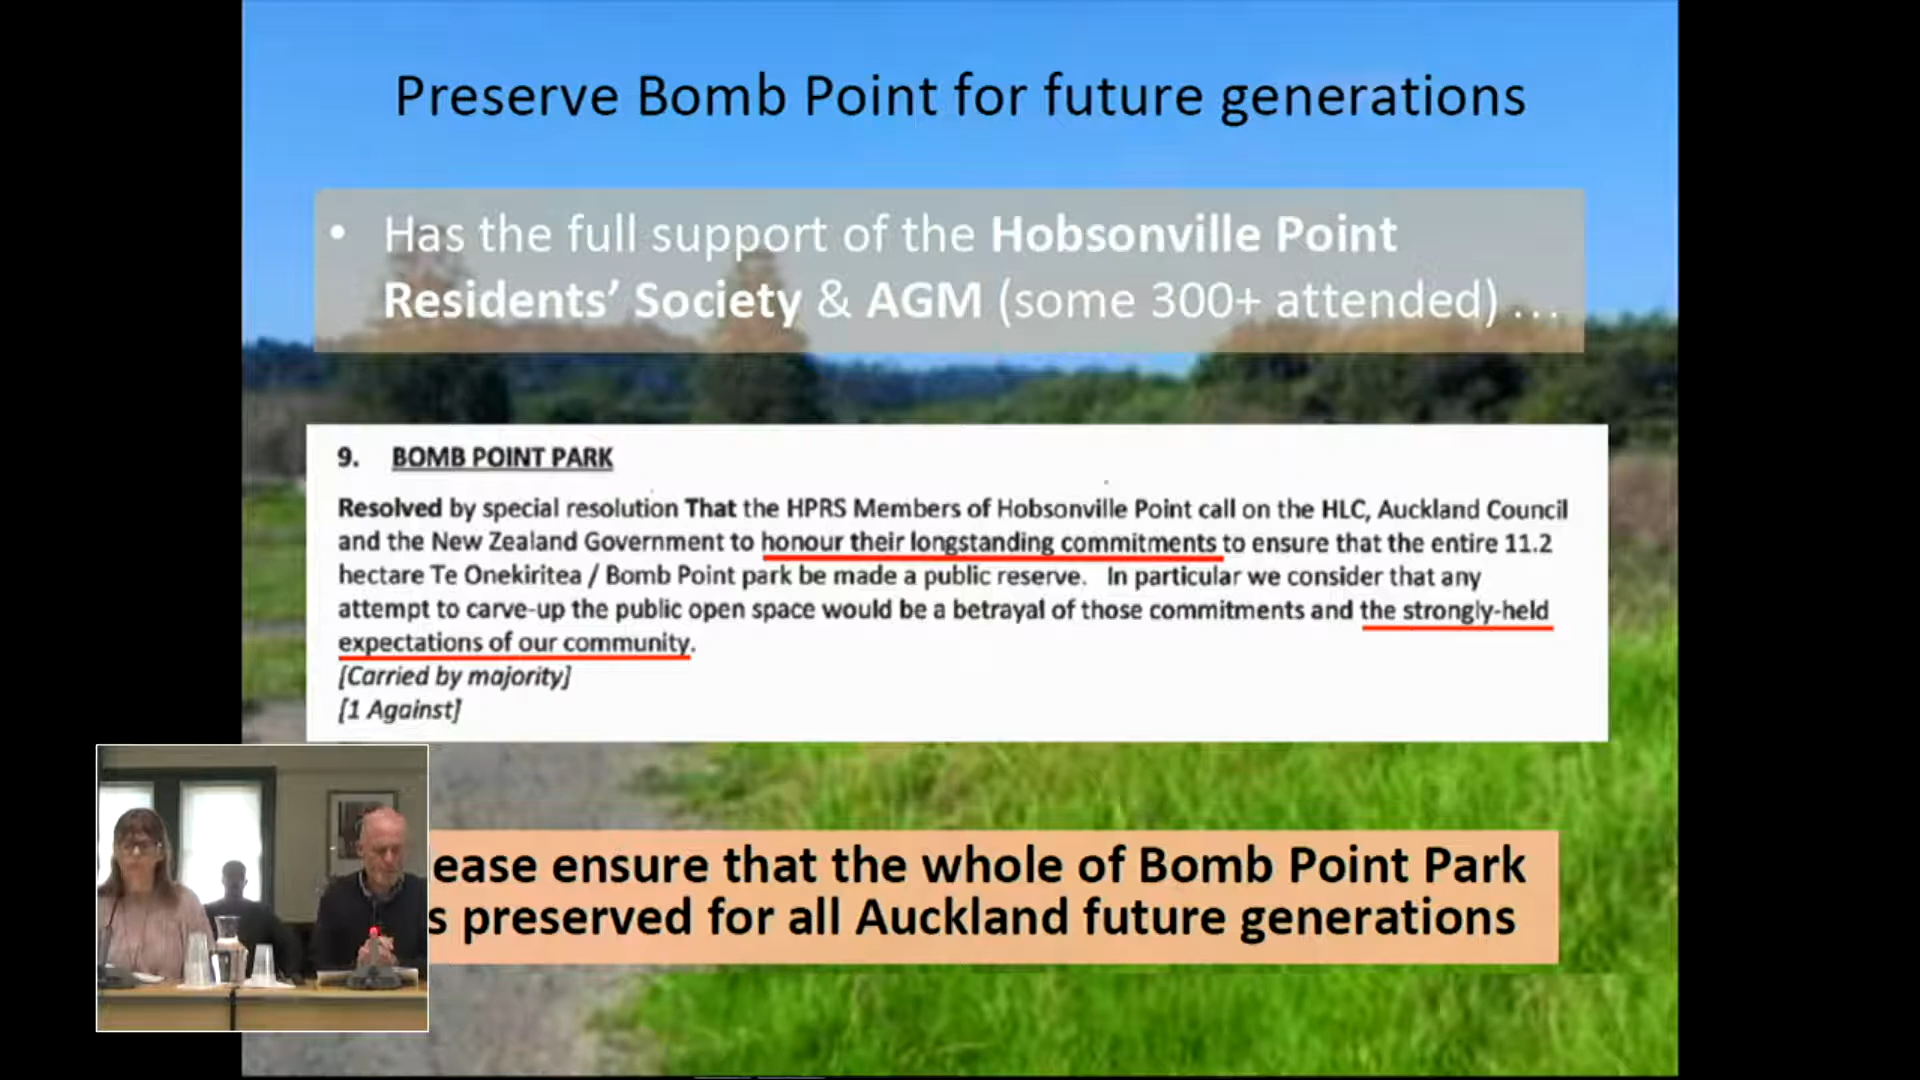 Preserve Bomb Point for future generations
• Has the full support of the Hobsonville Point
Residents’ Society & AGM (some 300+ attended) …
9. BOMB POINT PARK
Resolved by special resolution That the HPRS Members of Hobsonville Point call on the HLC, Auckland Council
and the New Zealand Government to honour their longstanding commitments to ensure that the entire 11.2
hectare Te Onekiritea / Bomb Point park be made a public reserve. In particular we consider that any
attempt to carve-up the public open space would be a betrayal of those commitments and the strongly-held
expectations of our community.
[Carried by majority]
[1 Against]
ease ensure that the whole of Bomb Point Park
s preserved for all Auckland future generations